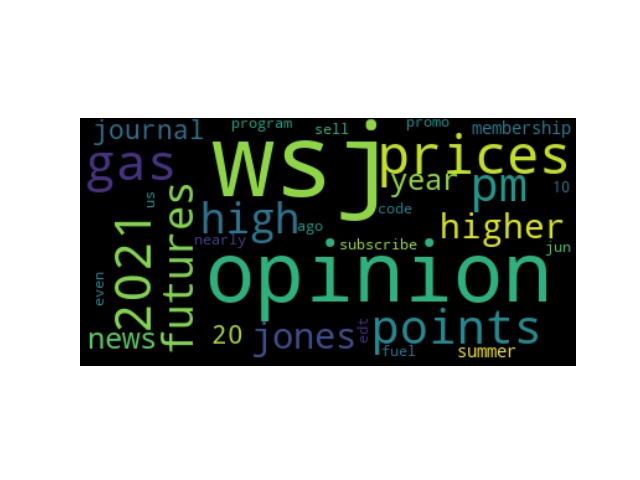 journal
program
sell
promo
membership
gas
wsj
prices
year
pm
10
us
futures
high
ago
code
higher
nearly
subscribe
jun
2021
opinion
even
news
20
jones
edt
points
fuel
summer